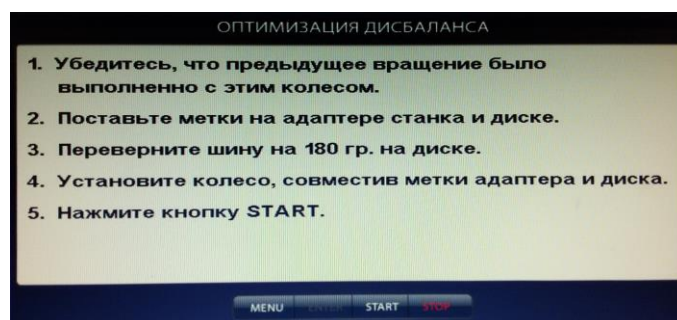 ОПТИМИЗАЦИЯ ДИСБАЛАНСА
1. Убедитесь, что предыдущее вращение было
выполненно с этим колесом.
2. Поставьте метки на адаптере станка и диске.
3. Переверните шину на 180 гр. на диске.
4. Установите колесо, совместив метки адаптера и диска.
5. Нажмите кнопку START.
MENU ENTER START STOP